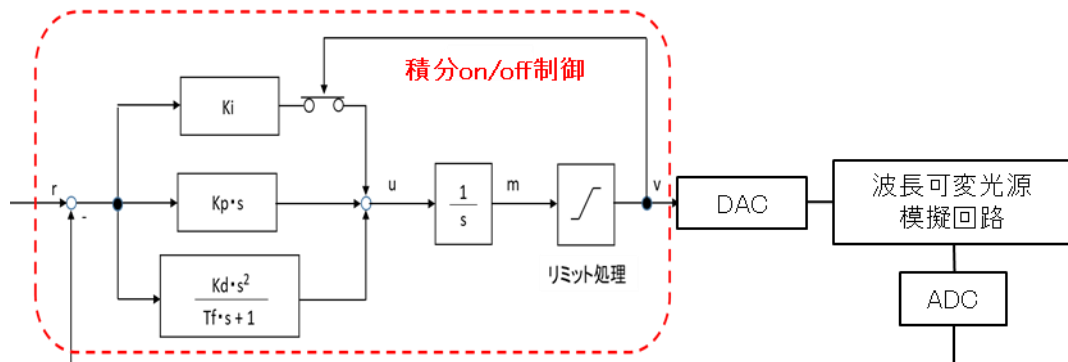 積分on/off制御
Ki
r
-
Kp・s
u
1
s
m
v
リミット処理
Kd・s²
Tf・s + 1
DAC
波長可変光源
模擬回路
ADC